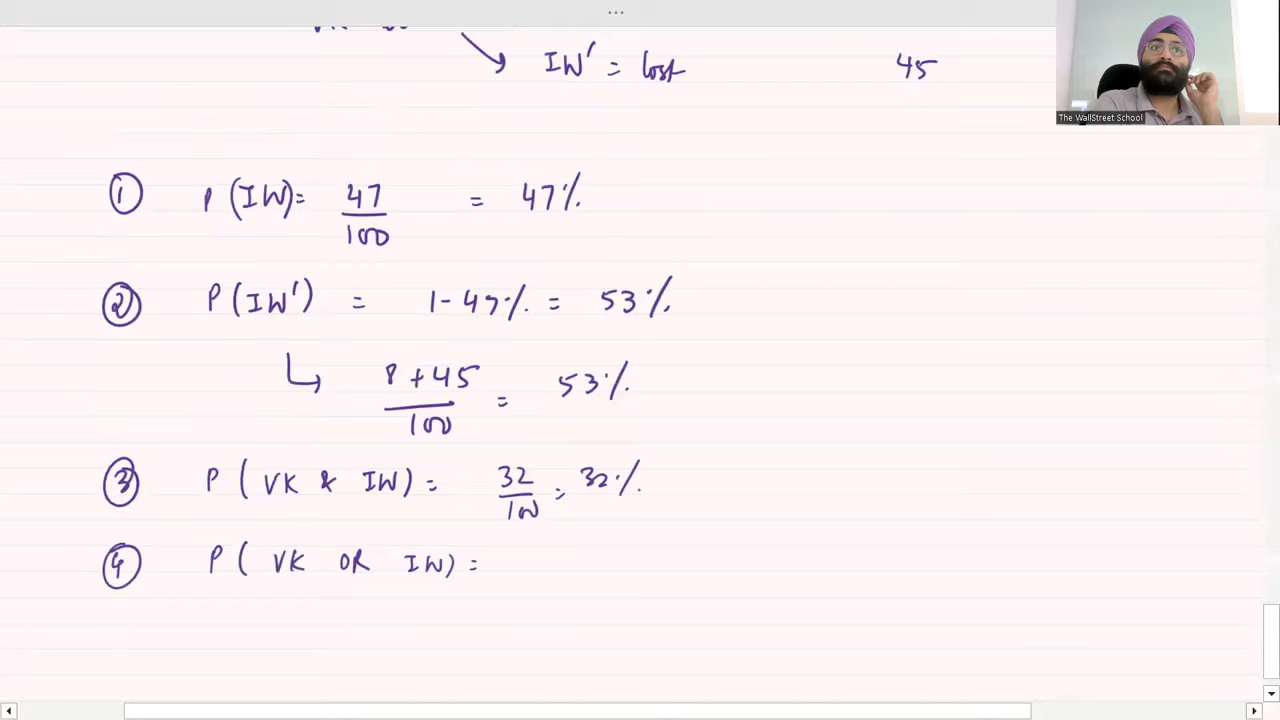 IW' = lost 45
The WallStreet School
① P(IW) = 47/100 = 47%
② P(IW') = 1 - 47% = 53%
↳ 8 + 45/100 = 53%
③ P( VK & IW) = 32/100 = 32%
④ P( VK OR IW) =